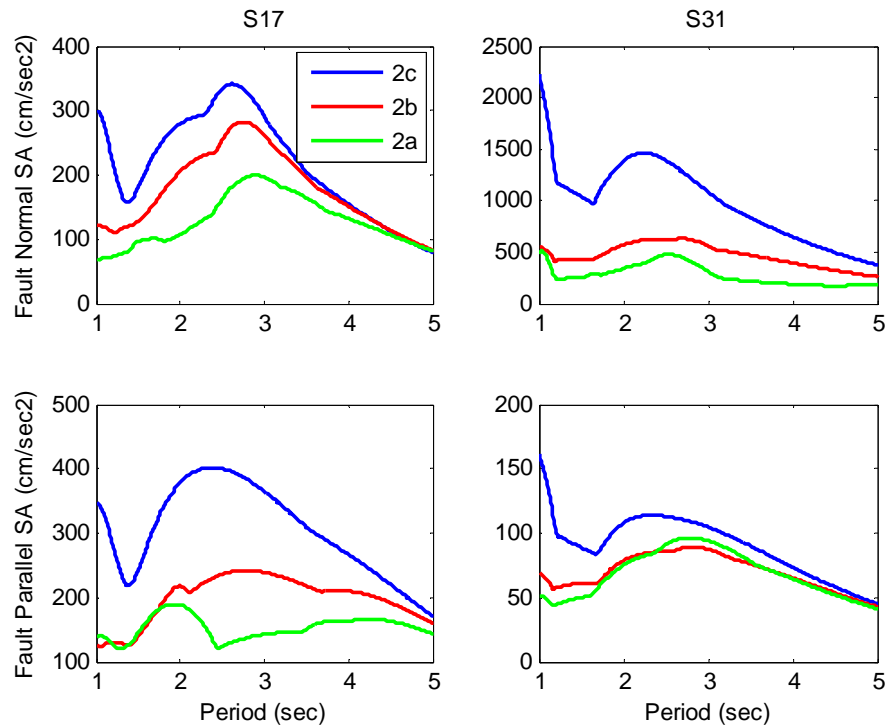 S17
S31
Fault Normal SA (cm/sec2)
400
300
200
100
0
1 2 3 4 5
2c
2b
2a
2500
2000
1500
1000
500
0
1 2 3 4 5
Fault Parallel SA (cm/sec2)
500
400
300
200
100
1 2 3 4 5
Period (sec)
200
150
100
50
0
1 2 3 4 5
Period (sec)